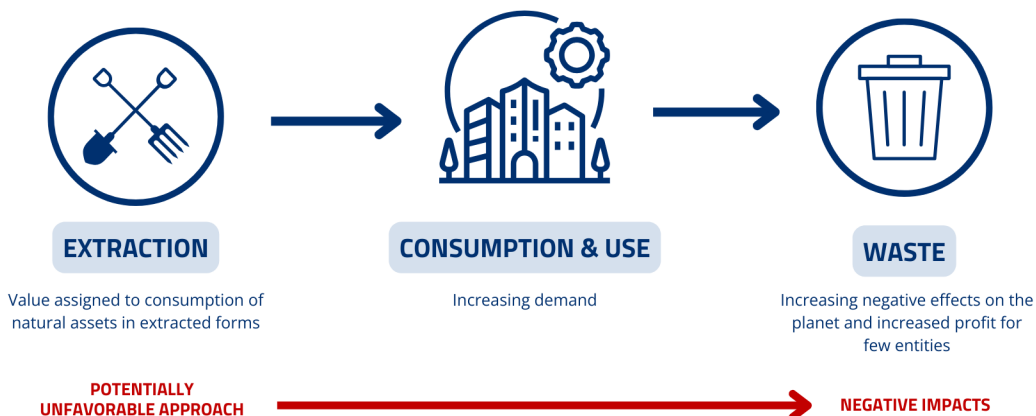 EXTRACTION
CONSUMPTION & USE
WASTE
Value assigned to consumption of
natural assets in extracted forms
Increasing demand
Increasing negative effects on the
planet and increased profit for
few entities
POTENTIALLY
UNFAVORABLE APPROACH
NEGATIVE IMPACTS